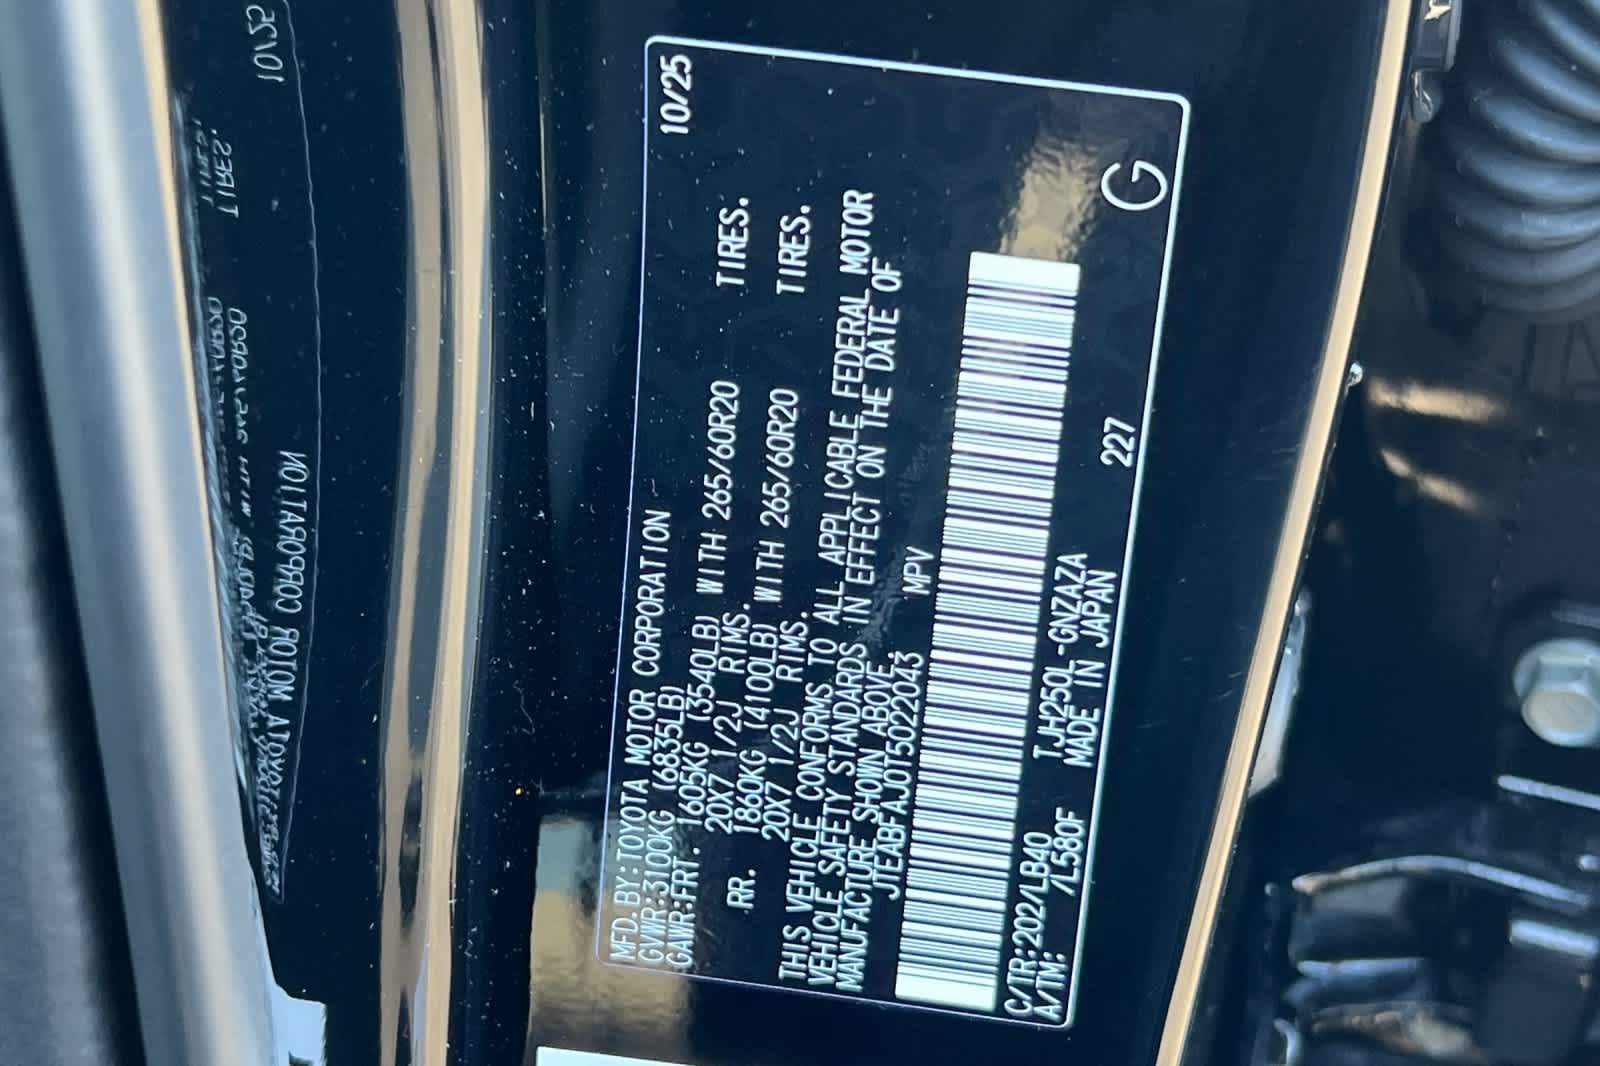 10/25
MFD.BY:TOYOTA MOTOR CORPORATION
GVWR:3100KG (6835LB)
GAWR:FRT. 1605KG (3540LB) WITH 265/60R20 TIRES.
20X7 1/2J RIMS.
RR. 1860KG (4100LB) WITH 265/60R20 TIRES.
20X7 1/2J RIMS.
THIS VEHICLE CONFORMS TO ALL APPLICABLE FEDERAL MOTOR
VEHICLE SAFETY STANDARDS IN EFFECT ON THE DATE OF
MANUFACTURE SHOWN ABOVE.
JTEABFAJ0T5022043 MPV
C/TR:202/LB40 TJH250L-GNZAZA 227
A/TM: /L580F MADE IN JAPAN
G